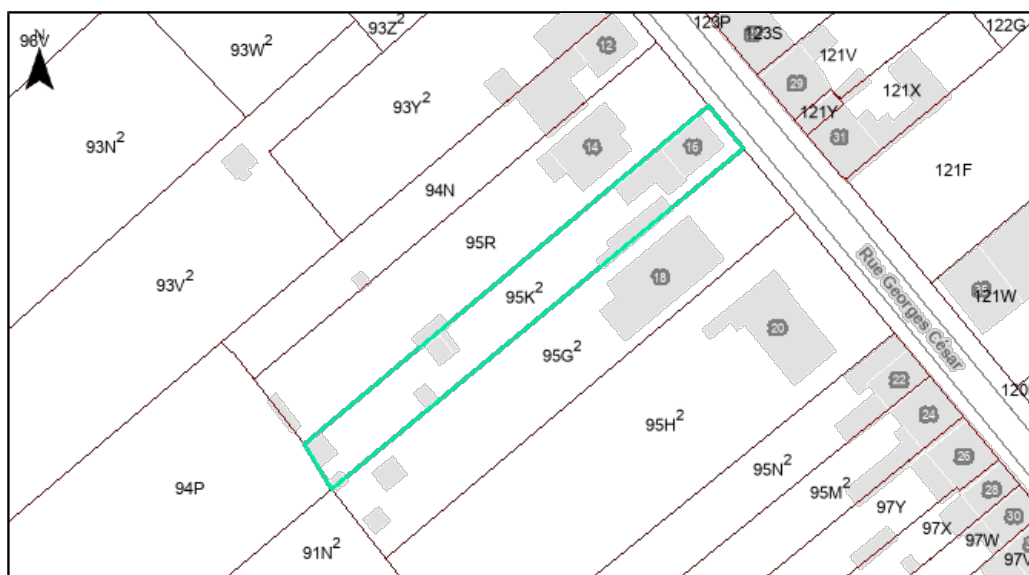 96V
N
93W²
93Z²
12
123P
123S
122G
121V
29
121X
93Y²
121Y
31
93N²
14
16
121F
94N
95R
Rue Georges César
93V²
18
95K²
121W
20
95G²
22
120
24
95H²
26
95N²
28
94P
95M²
97Y
30
97X
97W
91N²
97V